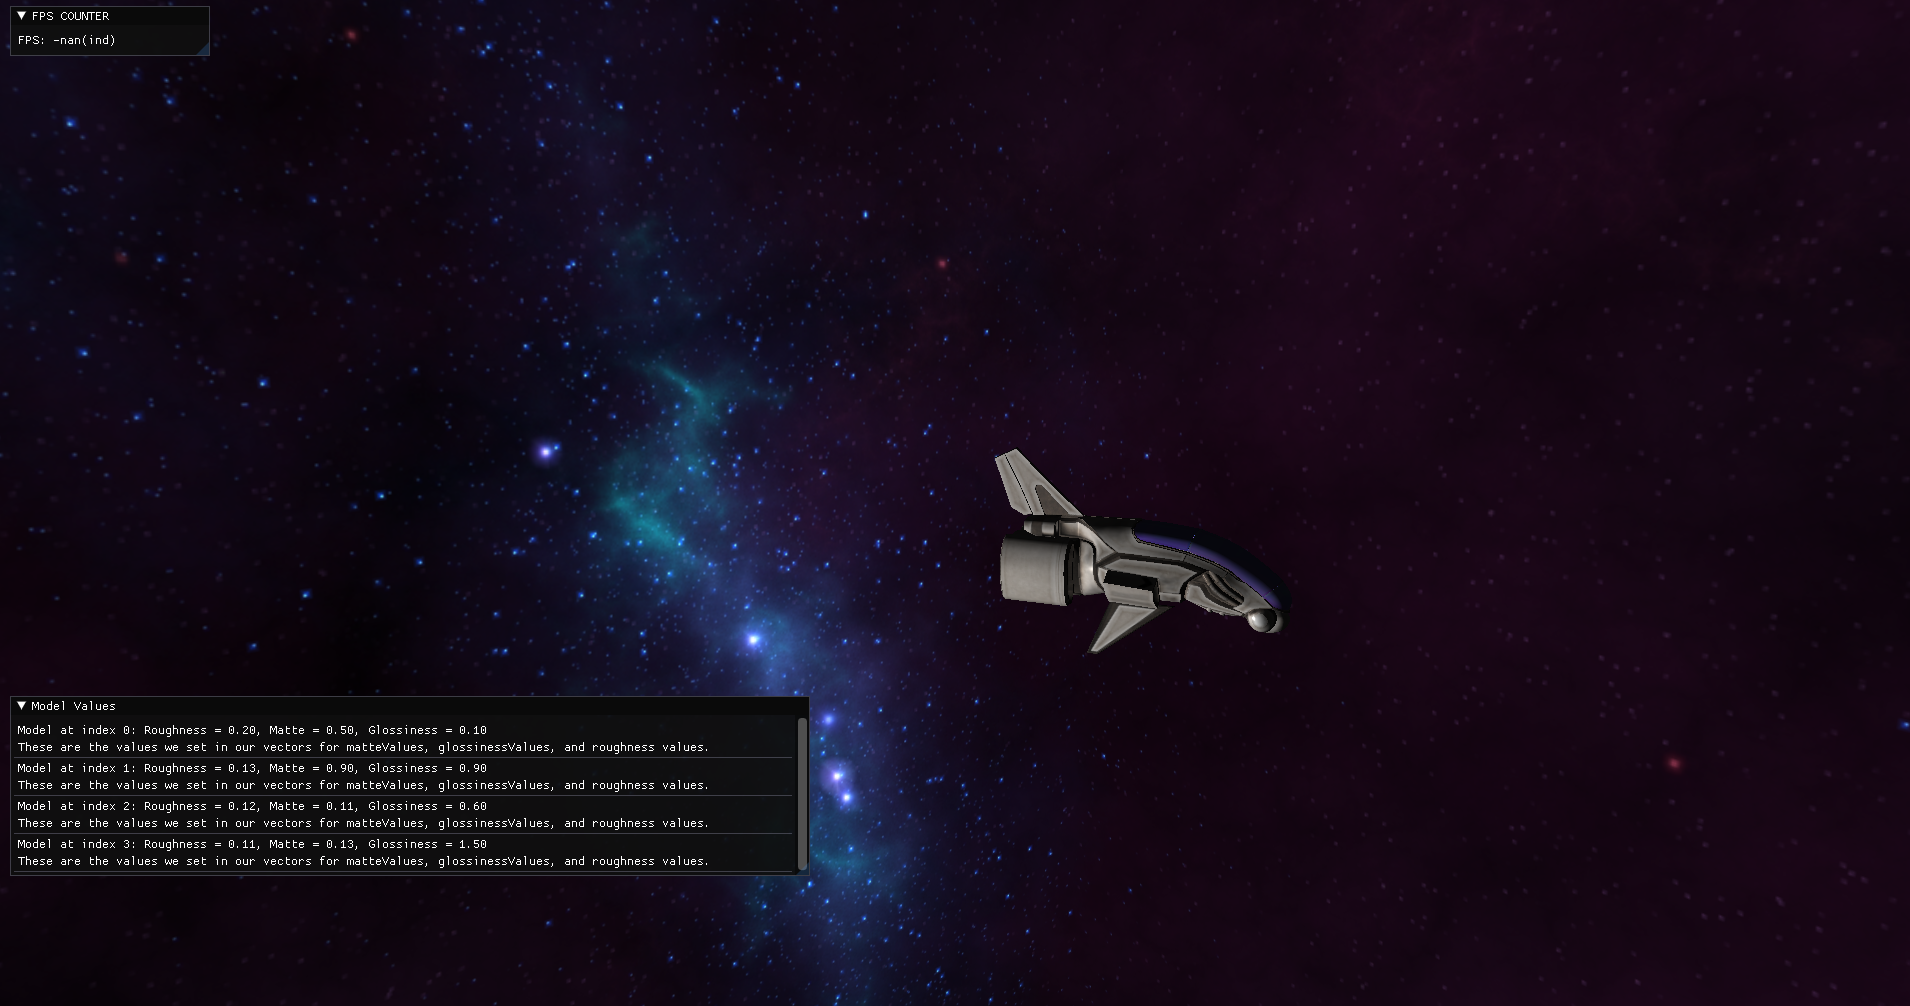 FPS COUNTER
FPS: -nan(ind)
Model Values
Model at index 0: Roughness = 0.20, Matte = 0.50, Glossiness = 0.10
These are the values we set in our vectors for matteValues, glossinessValues, and roughness values.
Model at index 1: Roughness = 0.13, Matte = 0.90, Glossiness = 0.90
These are the values we set in our vectors for matteValues, glossinessValues, and roughness values.
Model at index 2: Roughness = 0.12, Matte = 0.11, Glossiness = 0.60
These are the values we set in our vectors for matteValues, glossinessValues, and roughness values.
Model at index 3: Roughness = 0.11, Matte = 0.13, Glossiness = 1.50
These are the values we set in our vectors for matteValues, glossinessValues, and roughness values.